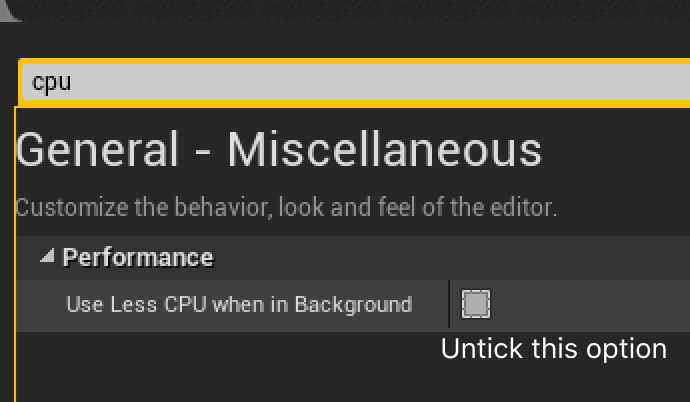 cpu
General - Miscellaneous
Customize the behavior, look and feel of the editor.
Performance
Use Less CPU when in Background
Untick this option